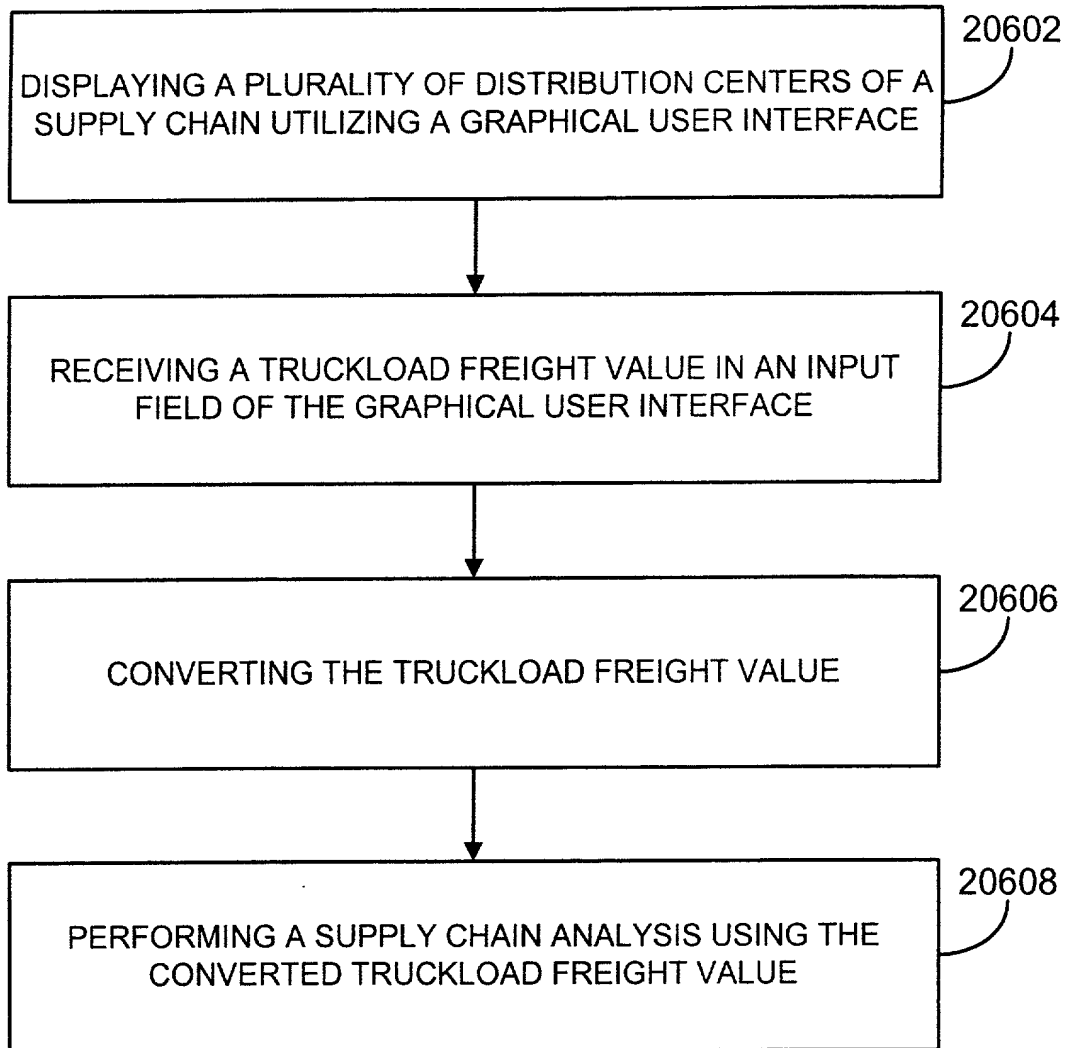 20602
DISPLAYING A PLURALITY OF DISTRIBUTION CENTERS OF A
SUPPLY CHAIN UTILIZING A GRAPHICAL USER INTERFACE
20604
RECEIVING A TRUCKLOAD FREIGHT VALUE IN AN INPUT
FIELD OF THE GRAPHICAL USER INTERFACE
20606
CONVERTING THE TRUCKLOAD FREIGHT VALUE
20608
PERFORMING A SUPPLY CHAIN ANALYSIS USING THE
CONVERTED TRUCKLOAD FREIGHT VALUE